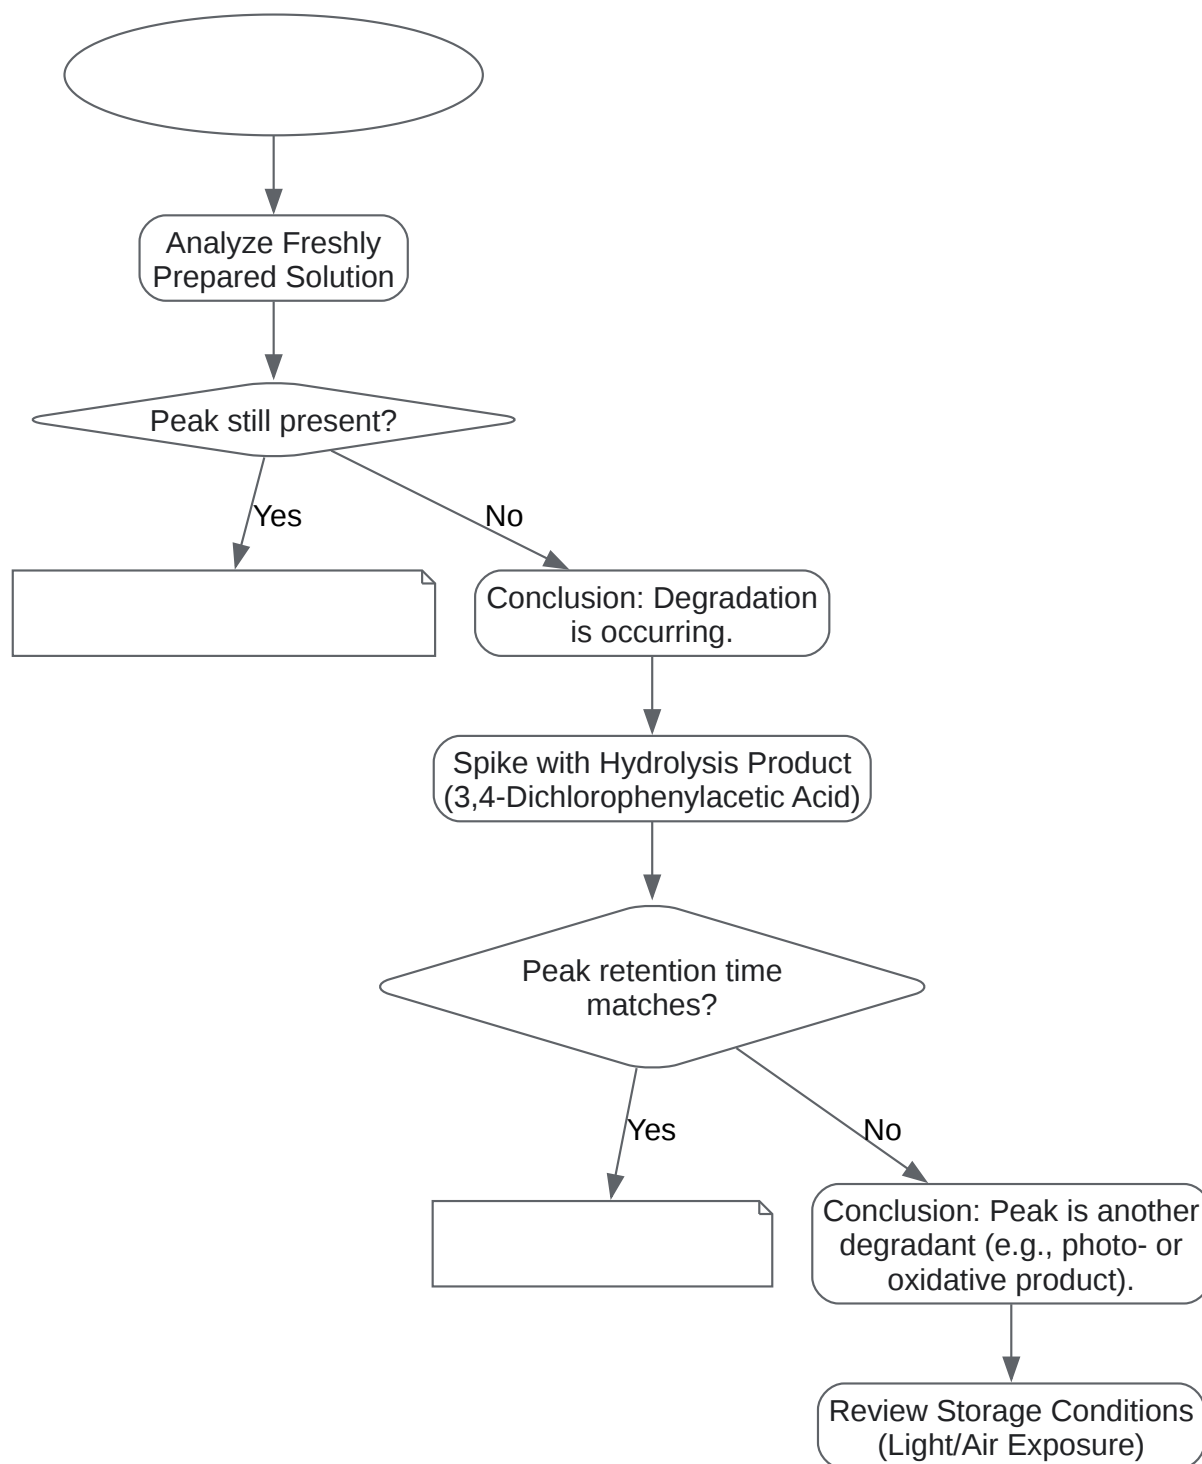 Analyze Freshly
Prepared Solution
Peak still present?
Yes
No
Conclusion: Degradation
is occurring.
Spike with Hydrolysis Product
(3,4-Dichlorophenylacetic Acid)
Peak retention time
matches?
Yes
No
Conclusion: Peak is another
degradant (e.g., photo- or
oxidative product).
Review Storage Conditions
(Light/Air Exposure)